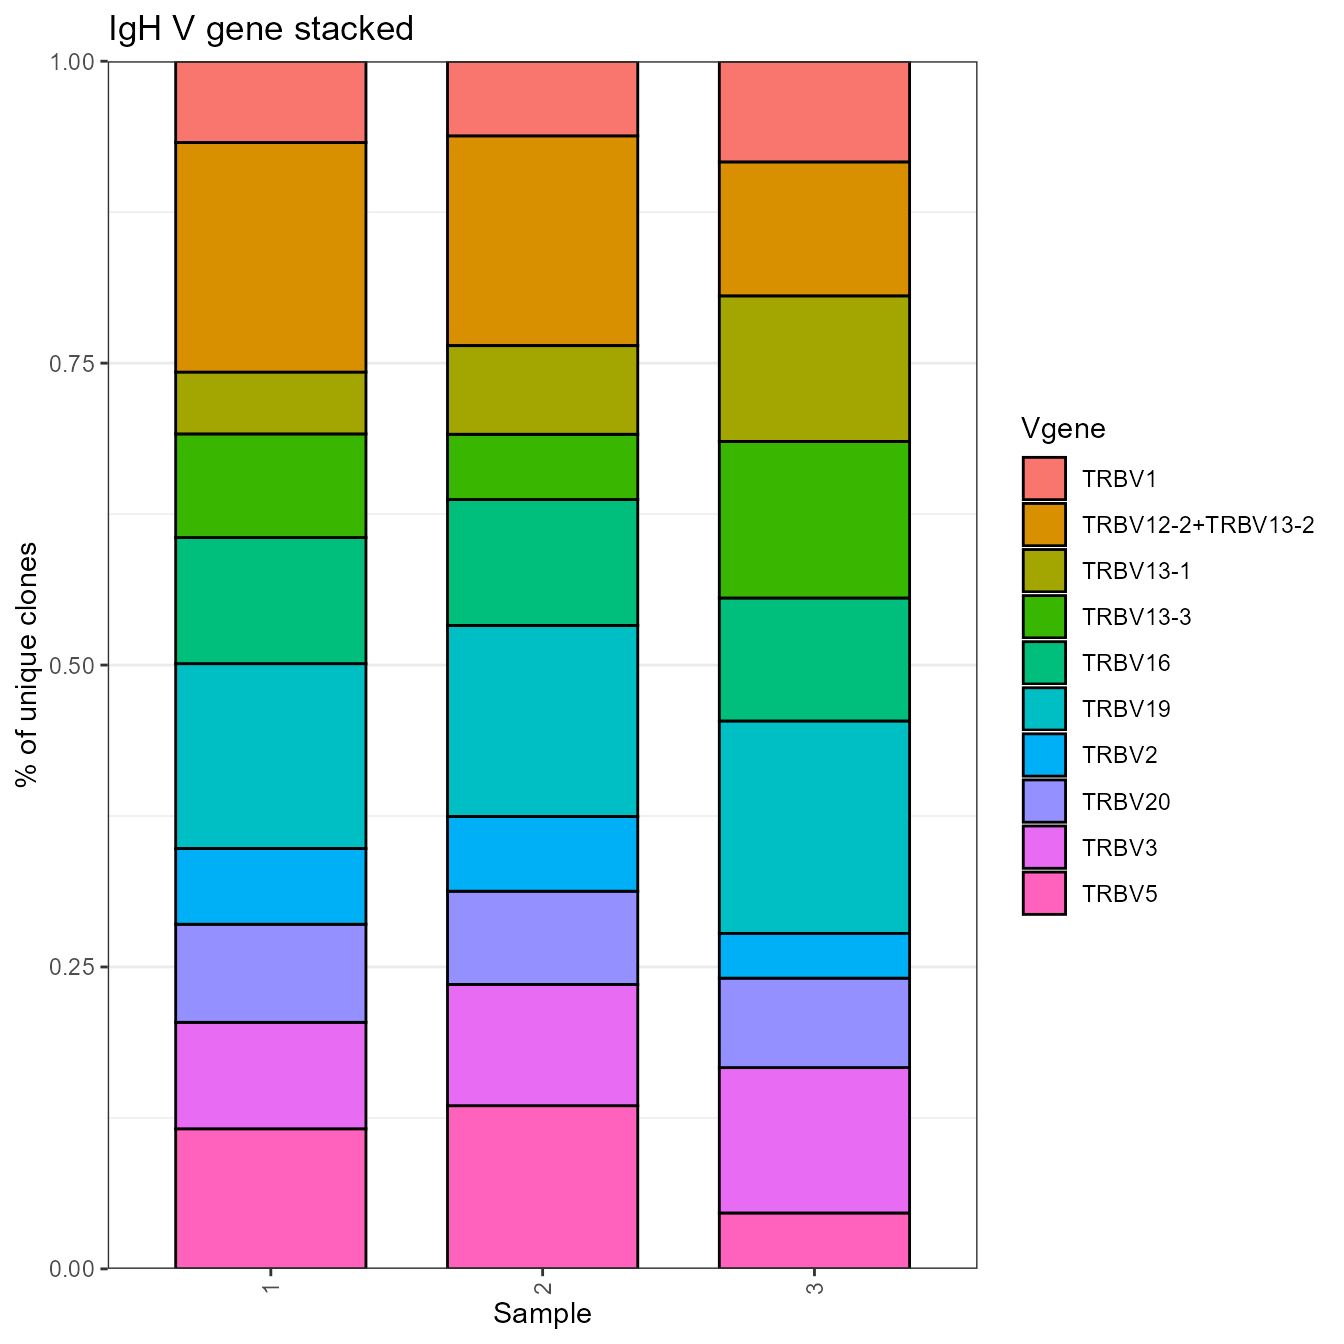 IgH V gene stacked
% of unique clones
1.00
0.75
0.50
0.25
0.00
1
2
3
Sample
Vgene
TRBV1
TRBV12-2+TRBV13-2
TRBV13-1
TRBV13-3
TRBV16
TRBV19
TRBV2
TRBV20
TRBV3
TRBV5